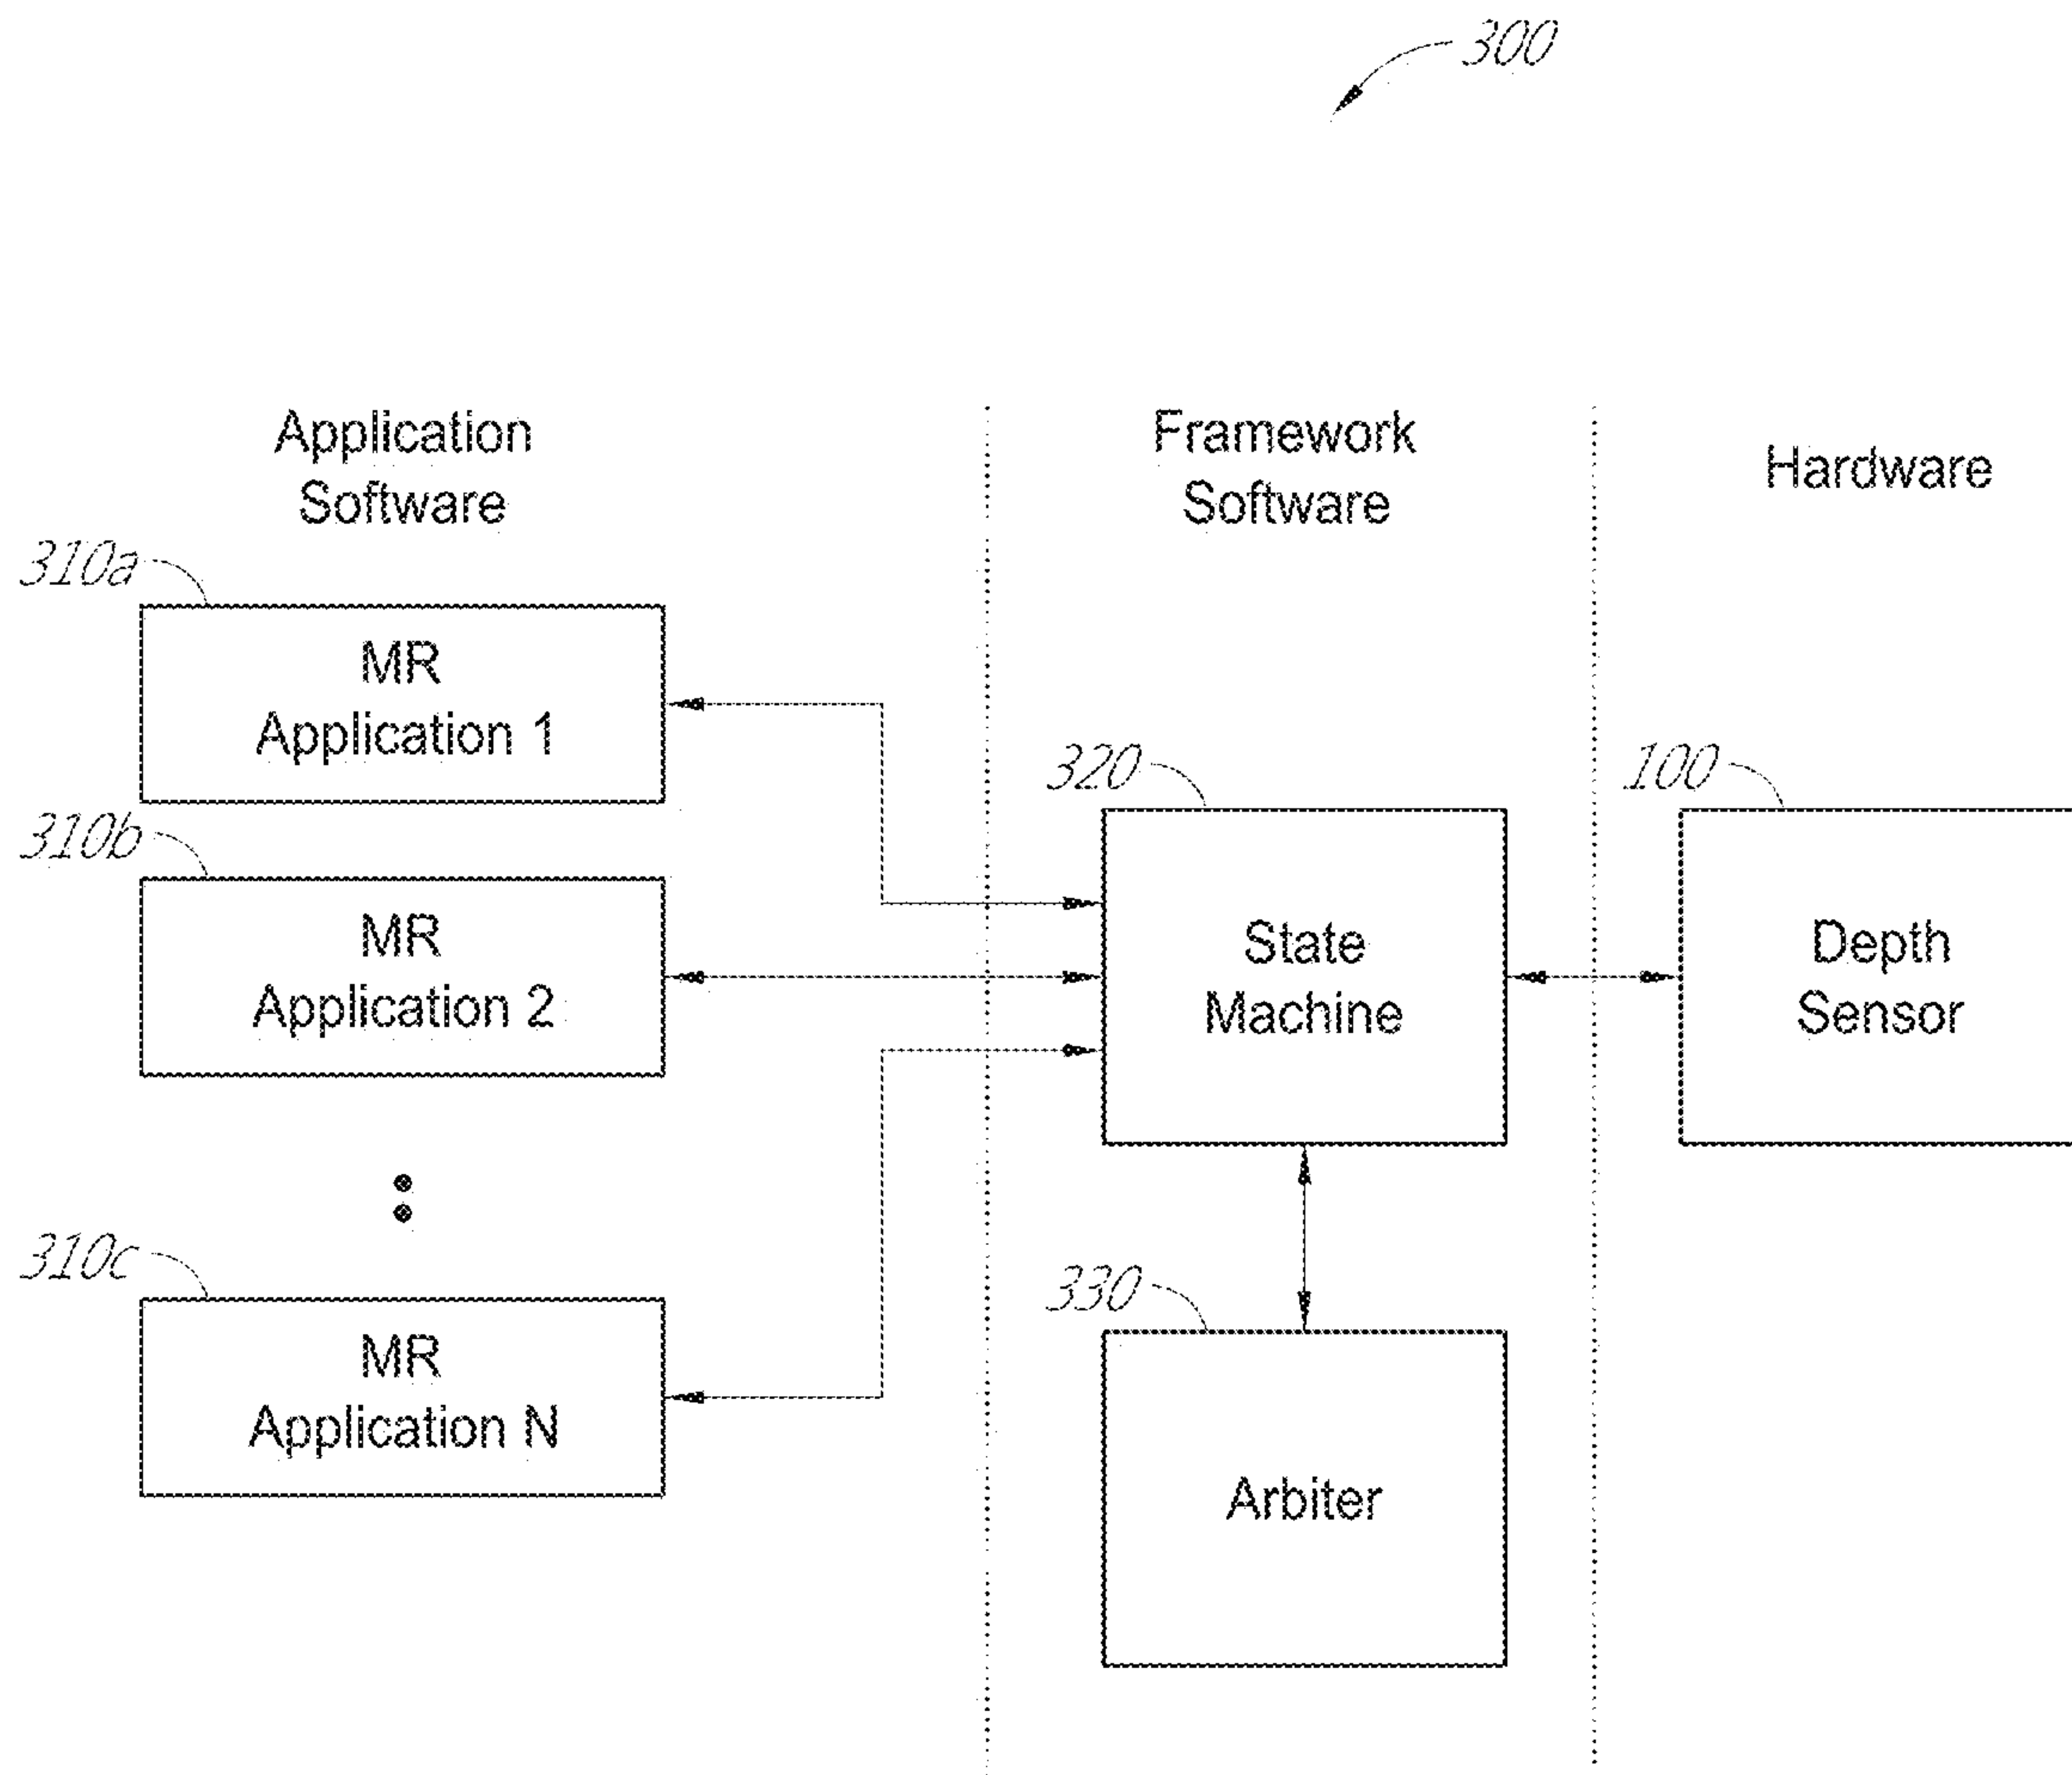 300
Application
Software
Framework
Software
Hardware
310a
MR
Application 1
310b
MR
Application 2
310c
MR
Application N
320
State
Machine
330
Arbiter
100
Depth
Sensor